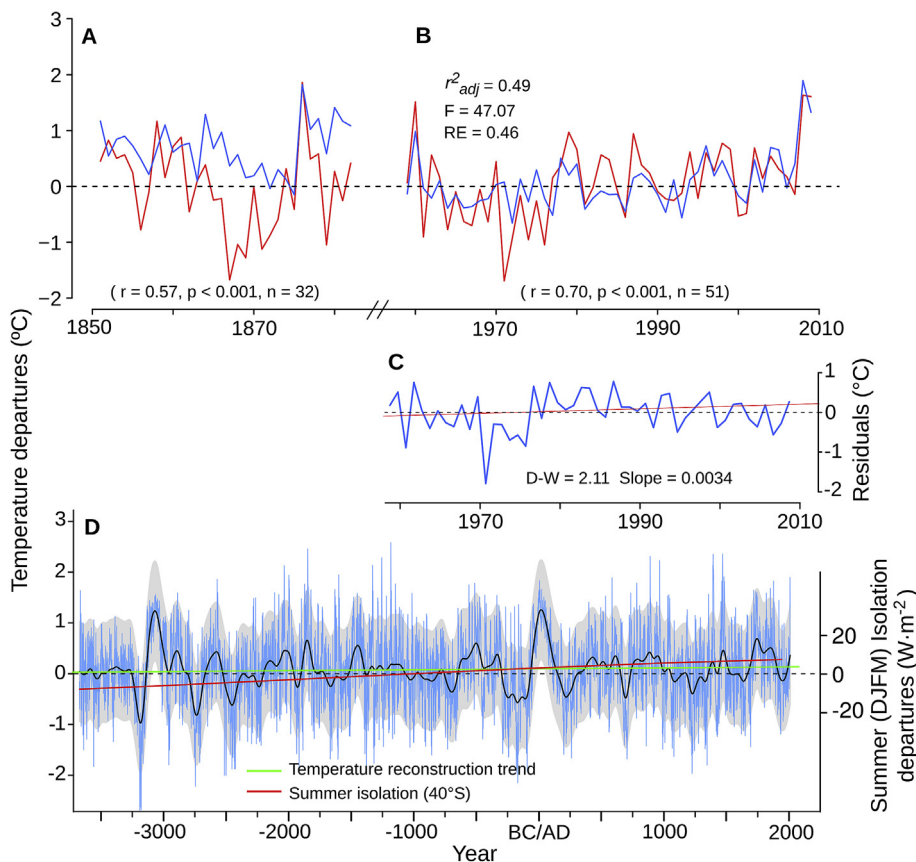 A
B
3
2
1
0
−1
−2
r²adj = 0.49
F = 47.07
RE = 0.46
( r = 0.57, p < 0.001, n = 32)
( r = 0.70, p < 0.001, n = 51)
1850
1870
1970
1990
2010
Temperature departures (ºC)
C
1
0
-1
-2
Residuals (°C)
D-W = 2.11 Slope = 0.0034
1970
1990
2010
D
3
2
1
0
-1
-2
20
0
-20
Summer (DJFM) Isolation
departures (W·m-2 )
Temperature reconstruction trend
Summer isolation (40°S)
-3000
-2000
-1000
BC/AD
1000
2000
Year